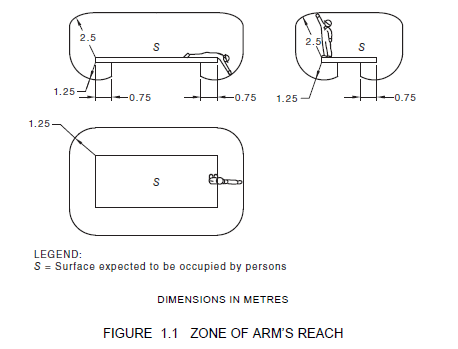 2.5
S
1.25
0.75
0.75
2.5
S
1.25
0.75
1.25
S
LEGEND:
S = Surface expected to be occupied by persons
DIMENSIONS IN METRES
FIGURE 1.1 ZONE OF ARM'S REACH